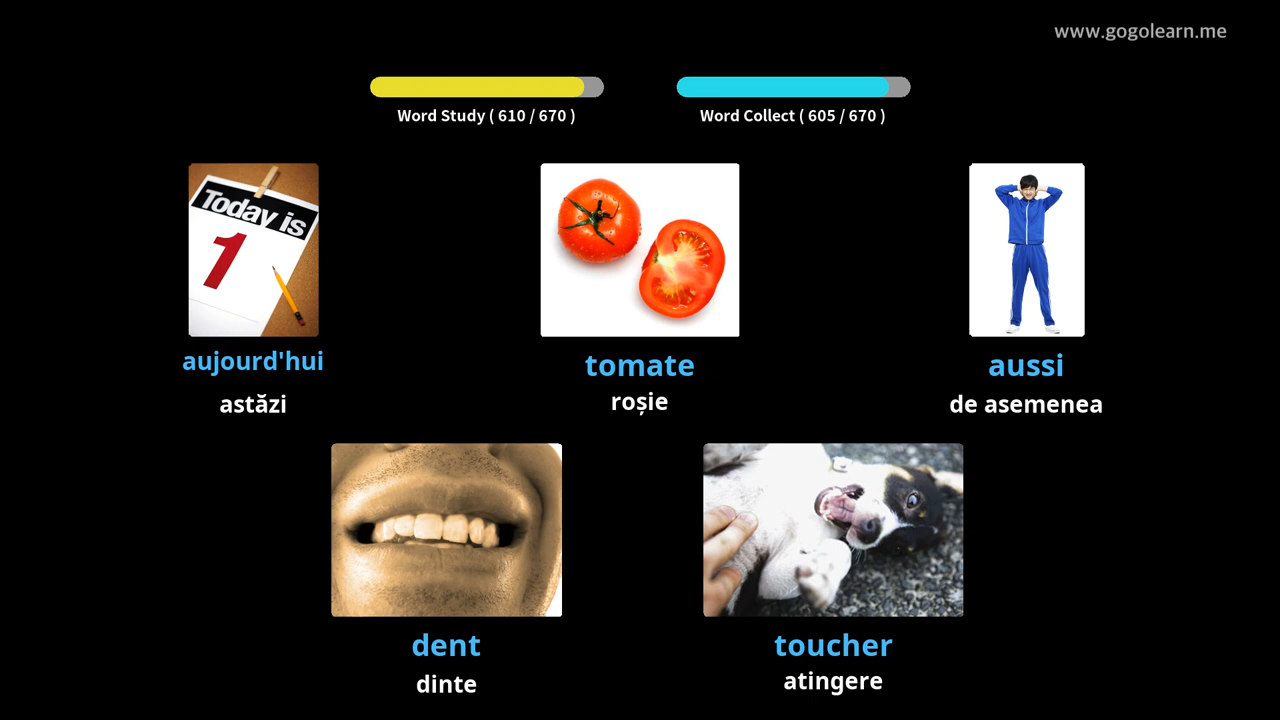 www.gogolearn.me
Word Study ( 610 / 670 )
Word Collect ( 605 / 670 )
Today is
1
aujourd'hui
astăzi
tomate
roșie
aussi
de asemenea
dent
dinte
toucher
atingere